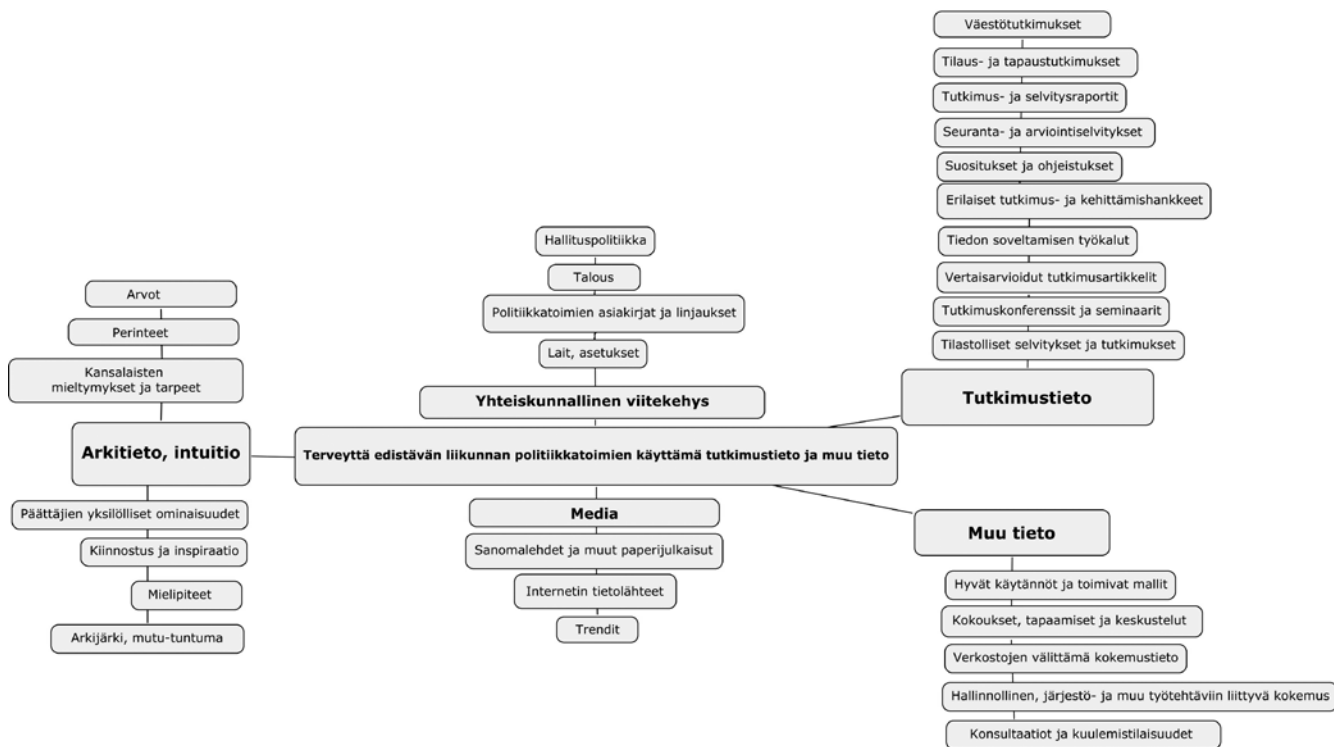 Väestötutkimukset
Tilaus- ja tapaustutkimukset
Tutkimus- ja selvitysraportit
Seuranta- ja arviointiselvitykset
Suositukset ja ohjeistukset
Erilaiset tutkimus- ja kehittämishankkeet
Tiedon soveltamisen työkalut
Vertaisarvioidut tutkimusartikkelit
Tutkimuskonferenssit ja seminaarit
Tilastolliset selvitykset ja tutkimukset
Tutkimustieto
Hallituspolitiikka
Talous
Politiikkatoimien asiakirjat ja linjaukset
Lait, asetukset
Yhteiskunnallinen viitekehys
Arvot
Perinteet
Kansalaisten
mieltymykset ja tarpeet
Arkitieto, intuitio
Terveyttä edistävän liikunnan politiikkatoimien käyttämä tutkimustieto ja muu tieto
Päättäjien yksilölliset ominaisuudet
Kiinnostus ja inspiraatio
Mielipiteet
Arkijärki, mutu-tuntuma
Media
Sanomalehdet ja muut paperijulkaisut
Internetin tietolähteet
Trendit
Muu tieto
Hyvät käytännöt ja toimivat mallit
Kokoukset, tapaamiset ja keskustelut
Verkostojen välittämä kokemustieto
Hallinnollinen, järjestö- ja muu työtehtäviin liittyvä kokemus
Konsultaatiot ja kuulemistilaisuudet